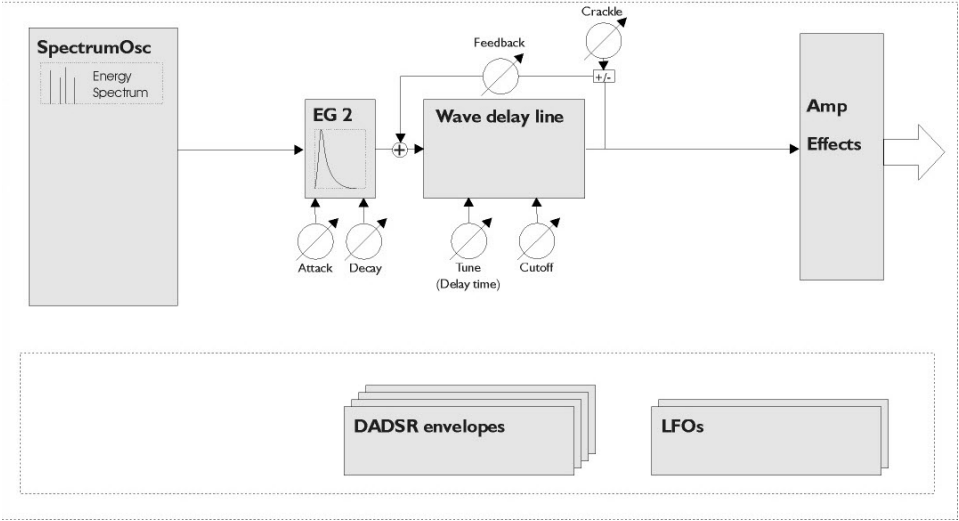 Crackle
Feedback
+/-
SpectrumOsc
Energy
Spectrum
EG 2
Wave delay line
+
Amp
Effects
Attack
Decay
Tune
(Delay time)
Cutoff
DADSR envelopes
LFOs